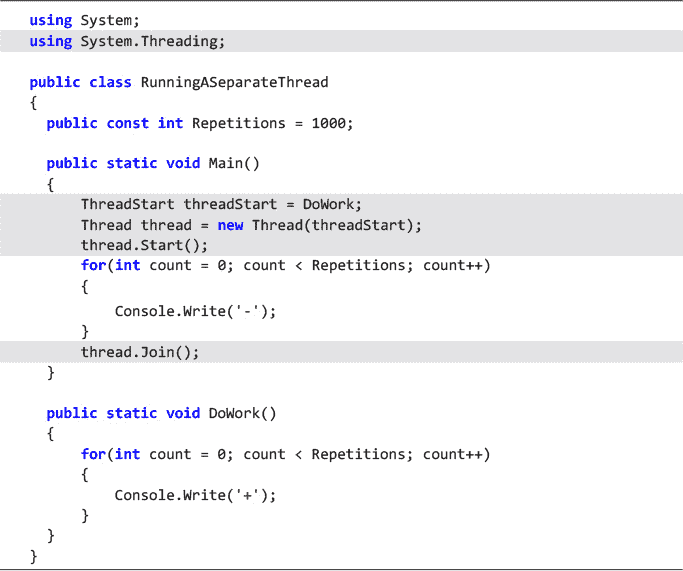 using System;
using System.Threading;
public class RunningASeparateThread
{
public const int Repetitions = 1000;
public static void Main()
{
ThreadStart threadStart = DoWork;
Thread thread = new Thread(threadStart);
thread.Start();
for(int count = 0; count < Repetitions; count++)
{
Console.Write('-');
}
thread.Join();
}
public static void DoWork()
{
for(int count = 0; count < Repetitions; count++)
{
Console.Write('+');
}
}
}